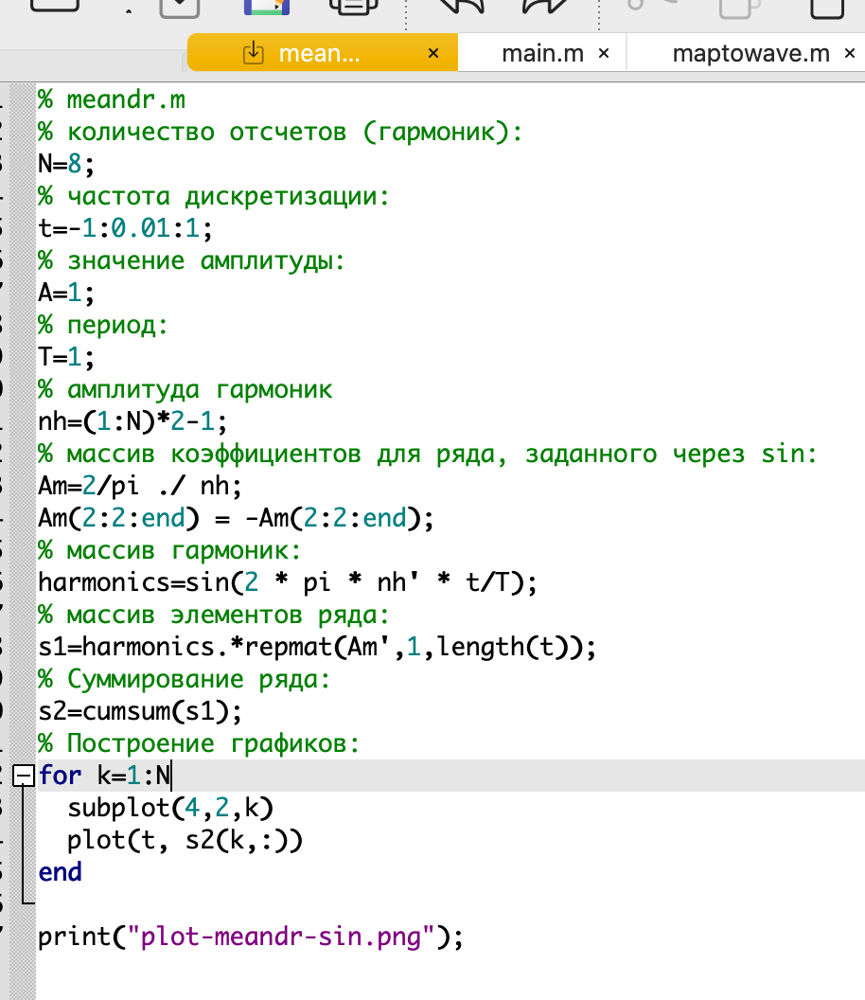 mean... × main.m × maptowave.m ×
% meandr.m
% количество отсчетов (гармоник):
N=8;
% частота дискретизации:
t=-1:0.01:1;
% значение амплитуды:
A=1;
% период:
T=1;
% амплитуда гармоник
nh=(1:N)*2-1;
% массив коэффициентов для ряда, заданного через sin:
Am=2/pi ./ nh;
Am(2:2:end) = -Am(2:2:end);
% массив гармоник:
harmonics=sin(2 * pi * nh' * t/T);
% массив элементов ряда:
s1=harmonics.*repmat(Am',1,length(t));
% Суммирование ряда:
s2=cumsum(s1);
% Построение графиков:
for k=1:N
  subplot(4,2,k)
  plot(t, s2(k,:))
end
print("plot-meandr-sin.png");